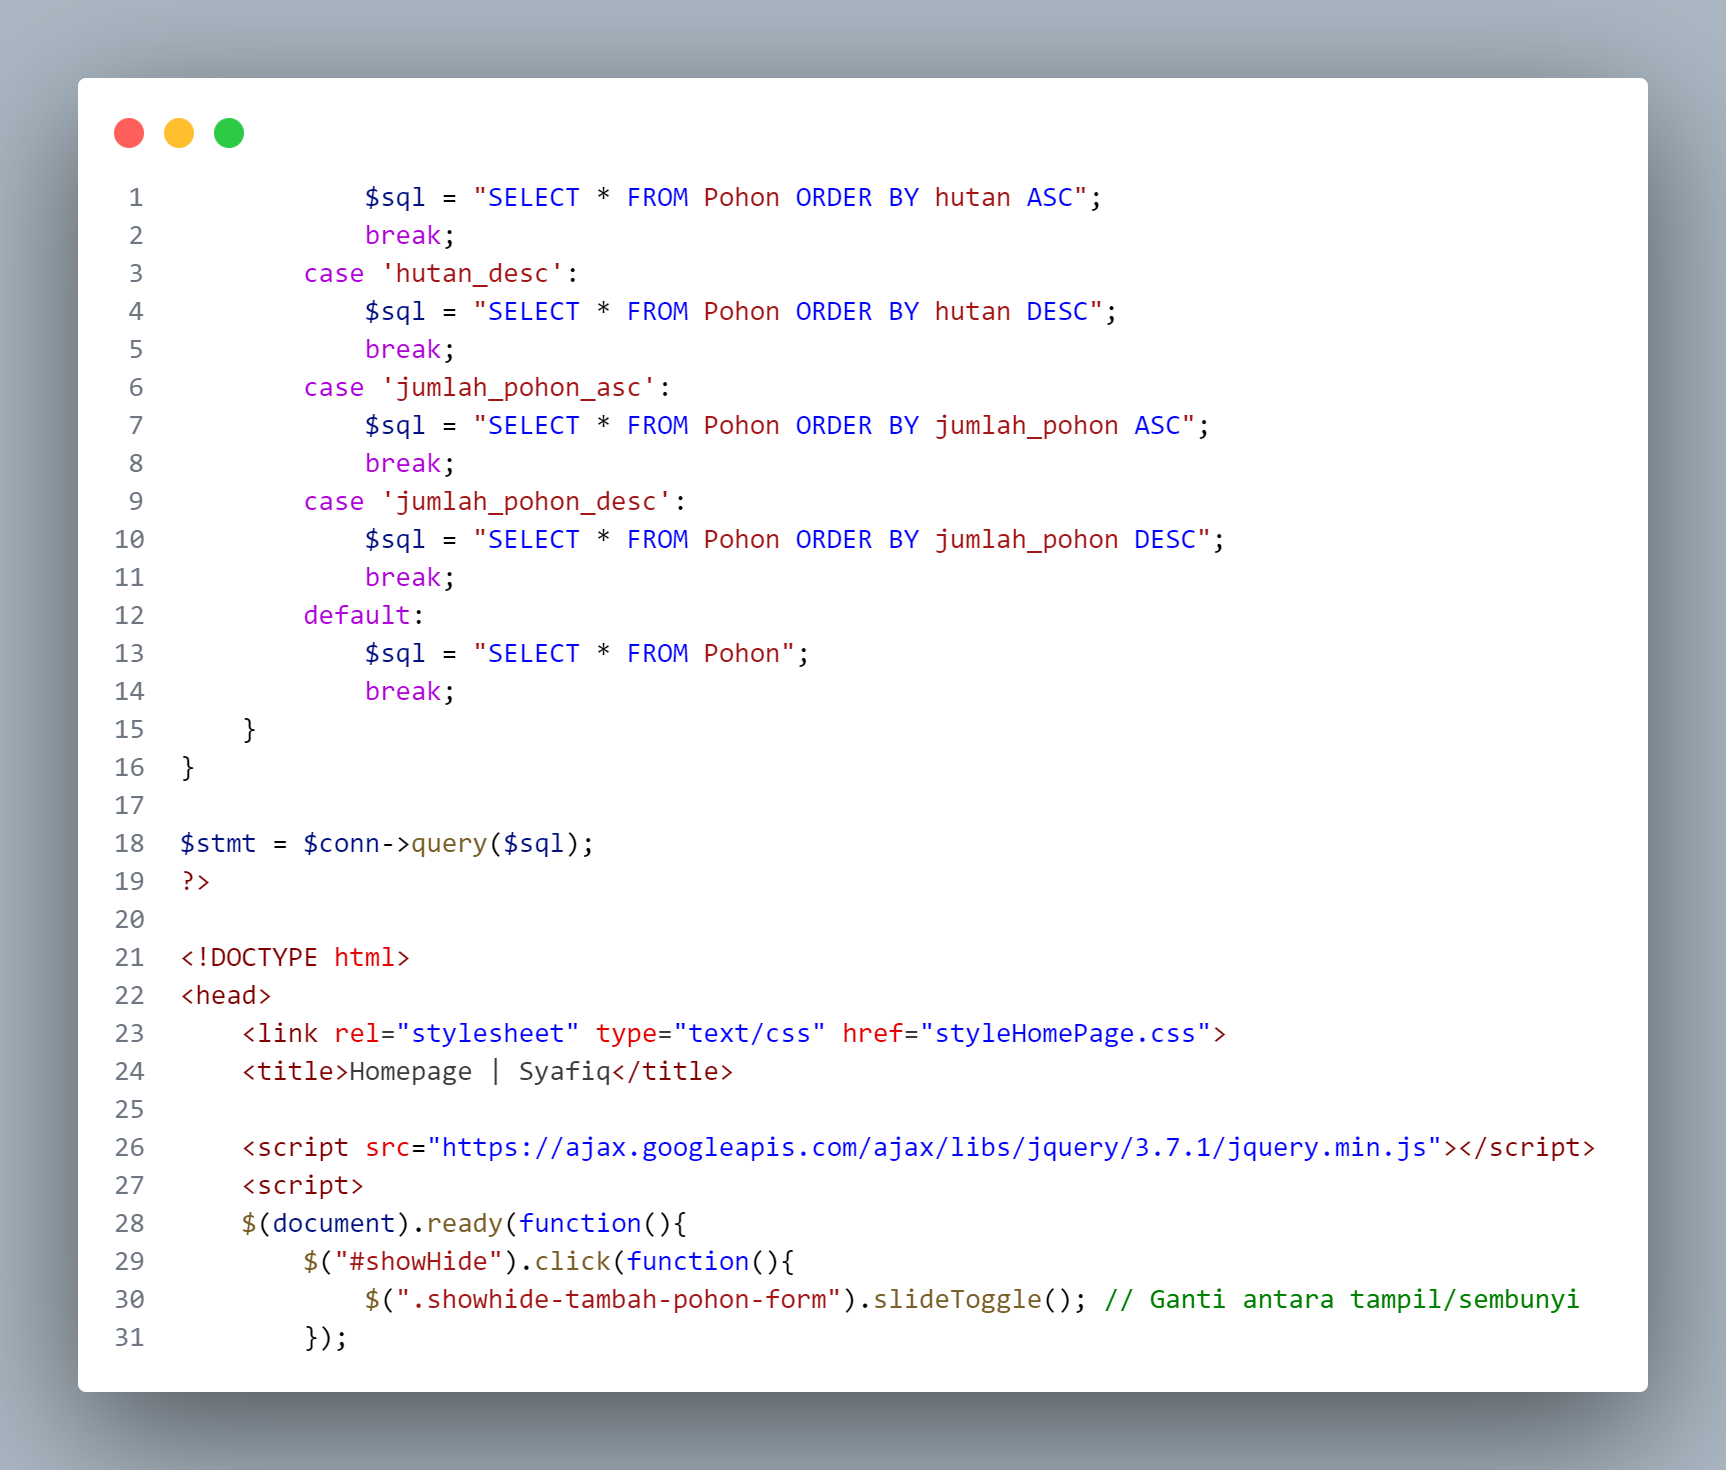 1 $sql = "SELECT * FROM Pohon ORDER BY hutan ASC";
2 break;
3 case 'hutan_desc':
4 $sql = "SELECT * FROM Pohon ORDER BY hutan DESC";
5 break;
6 case 'jumlah_pohon_asc':
7 $sql = "SELECT * FROM Pohon ORDER BY jumlah_pohon ASC";
8 break;
9 case 'jumlah_pohon_desc':
10 $sql = "SELECT * FROM Pohon ORDER BY jumlah_pohon DESC";
11 break;
12 default:
13 $sql = "SELECT * FROM Pohon";
14 break;
15 }
16 }
17
18 $stmt = $conn->query($sql);
19 ?>
20
21 <!DOCTYPE html>
22 <head>
23 <link rel="stylesheet" type="text/css" href="styleHomePage.css">
24 <title>Homepage | Syafiq</title>
25
26 <script src="https://ajax.googleapis.com/ajax/libs/jquery/3.7.1/jquery.min.js"></script>
27 <script>
28 $(document).ready(function(){
29 $("#showHide").click(function(){
30 $(".showhide-tambah-pohon-form").slideToggle(); // Ganti antara tampil/sembunyi
31 });